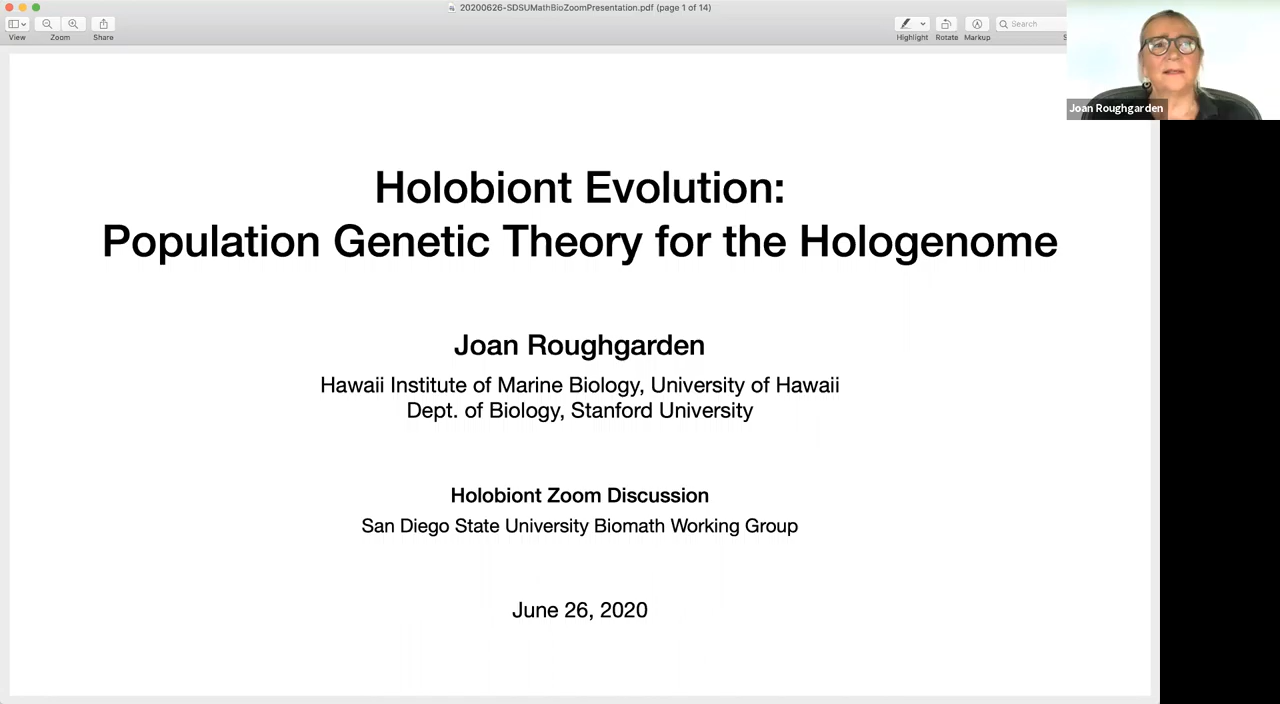 20200626-SDSUMathBioZoomPresentation.pdf (page 1 of 14)
View
Zoom
Share
Highlight
Rotate
Markup
Search
Joan Roughgarden
Holobiont Evolution:
Population Genetic Theory for the Hologenome
Joan Roughgarden
Hawaii Institute of Marine Biology, University of Hawaii
Dept. of Biology, Stanford University
Holobiont Zoom Discussion
San Diego State University Biomath Working Group
June 26, 2020